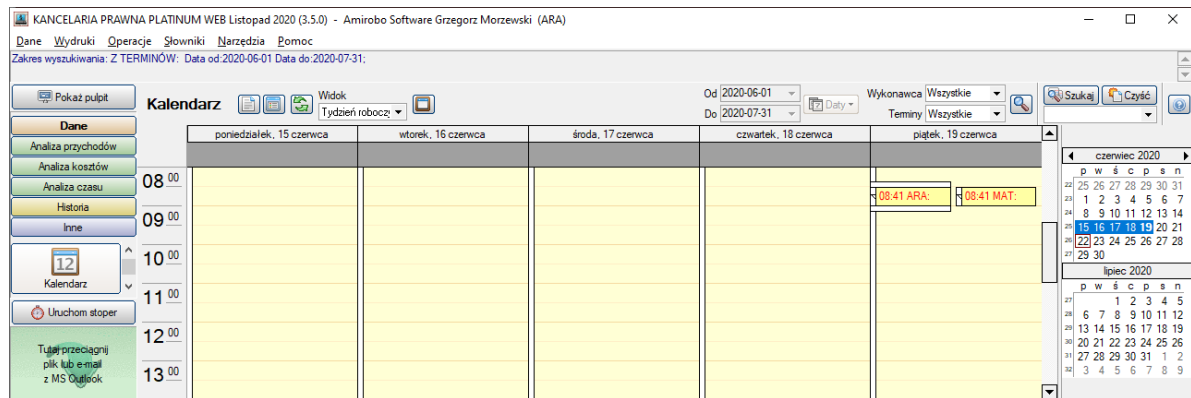 KANCELARIA PRAWNA PLATINUM WEB Listopad 2020 (3.5.0) - Amirobo Software Grzegorz Morzewski (ARA)
Dane Wydruki Operacje Słowniki Narzędzia Pomoc
Zakres wyszukiwania: Z TERMINÓW: Data od:2020-06-01 Data do:2020-07-31;
Pokaż pulpit
Dane
Analiza przychodów
Analiza kosztów
Analiza czasu
Historia
Inne
12
Kalendarz
Uruchom stoper
Tutaj przeciągnij
plik lub e-mail
z MS Outlook
Kalendarz
Widok
Tydzień roboczy
Od 2020-06-01
Do 2020-07-31
Daty
Wykonawca Wszystkie
Teminy Wszystkie
Szukaj Czyść
poniedziałek, 15 czerwca wtorek, 16 czerwca środa, 17 czerwca czwartek, 18 czerwca piątek, 19 czerwca
08 00
08:41 ARA: 08:41 MAT:
09 00
10 00
11 00
12 00
13 00
czerwiec 2020
p w ś c p s n
22 25 26 27 28 29 30 31
23 1 2 3 4 5 6 7
24 8 9 10 11 12 13 14
25 15 16 17 18 19 20 21
26 22 23 24 25 26 27 28
27 29 30
lipiec 2020
p w ś c p s n
27 1 2 3 4 5
28 6 7 8 9 10 11 12
29 13 14 15 16 17 18 19
30 20 21 22 23 24 25 26
31 27 28 29 30 31 1 2
32 3 4 5 6 7 8 9